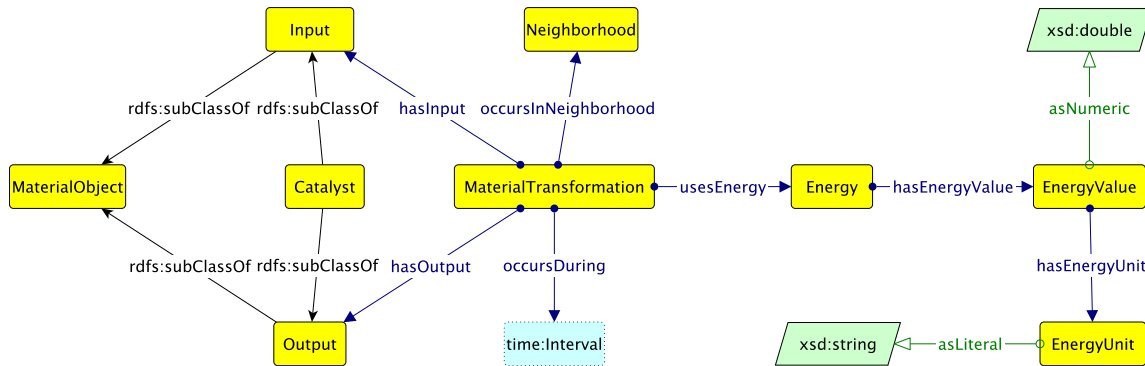 Input
Neighborhood
xsd:double
rdfs:subClassOf
rdfs:subClassOf
hasInput
occursInNeighborhood
asNumeric
MaterialObject
Catalyst
MaterialTransformation
usesEnergy
Energy
hasEnergyValue
EnergyValue
rdfs:subClassOf
rdfs:subClassOf
hasOutput
occursDuring
hasEnergyUnit
Output
time:Interval
xsd:string
asLiteral
EnergyUnit